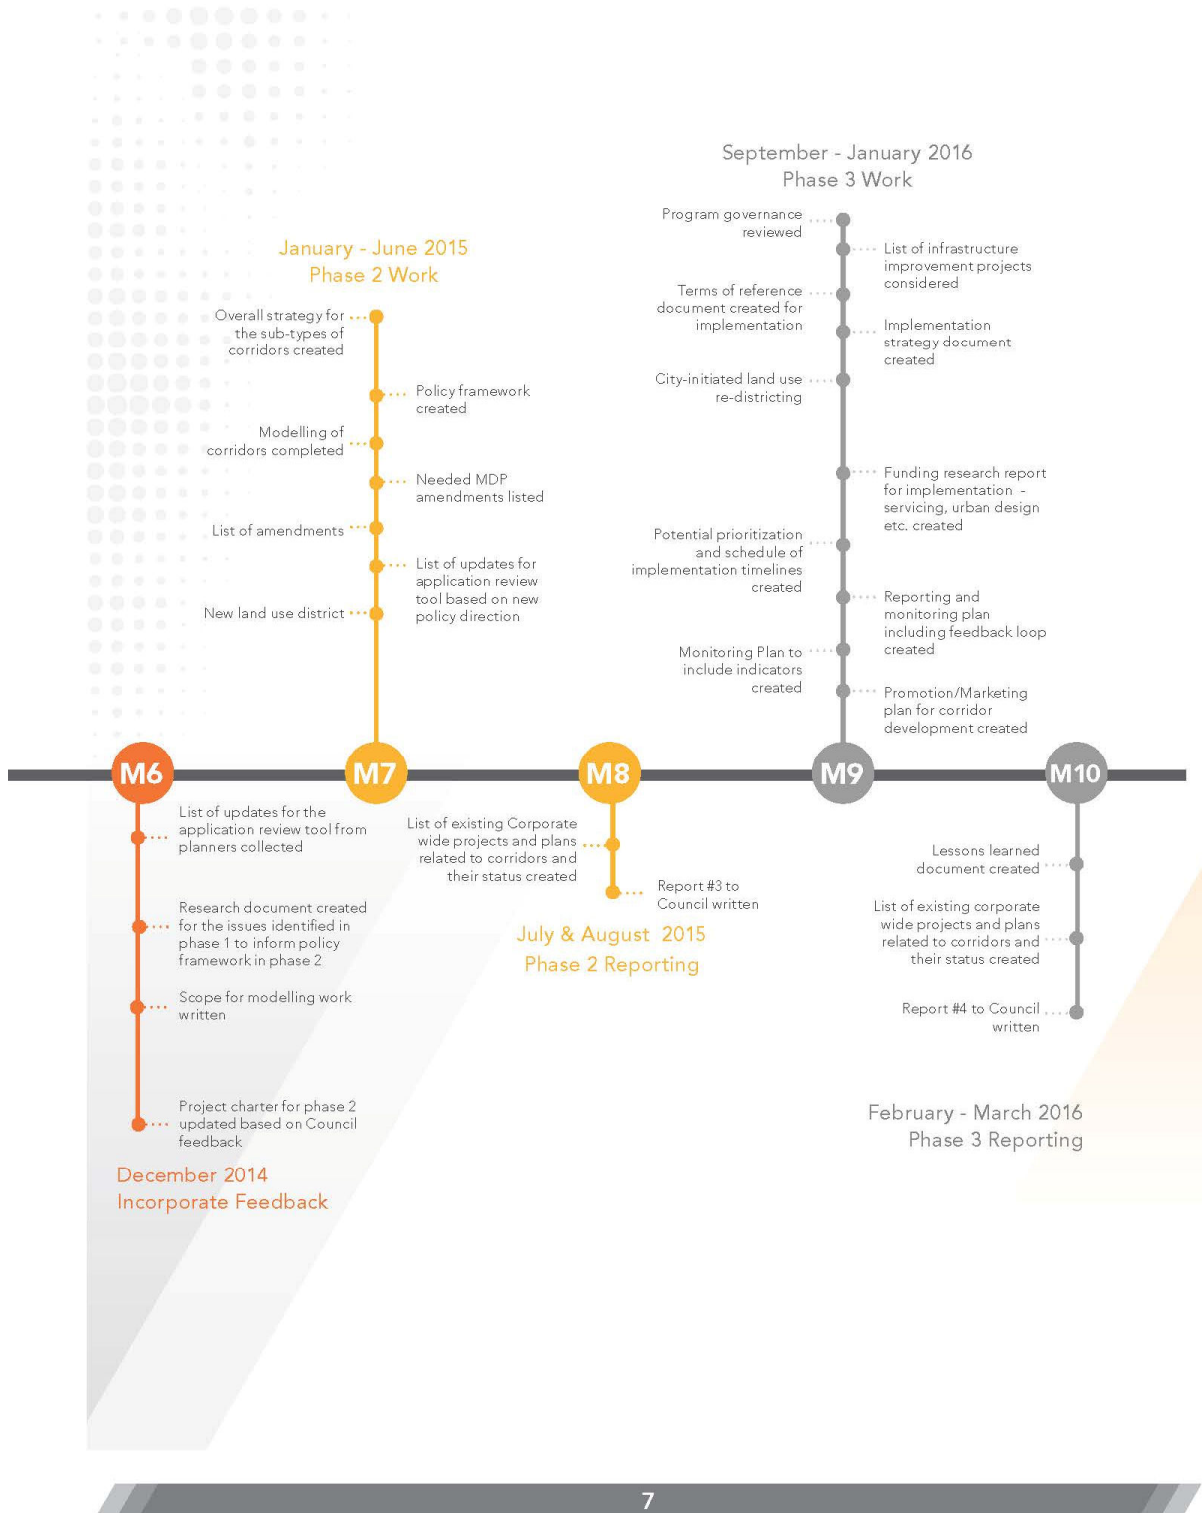 September - January 2016
Phase 3 Work
Program governance
reviewed
List of infrastructure
improvement projects
considered
Terms of reference
document created for
implementation
Implementation
strategy document
created
City-initiated land use
re-districting
Funding research report
for implementation -
servicing, urban design
etc. created
Potential prioritization
and schedule of
implementation timelines
created
Reporting and
monitoring plan
including feedback loop
created
Monitoring Plan to
include indicators
created
Promotion/Marketing
plan for corridor
development created
January - June 2015
Phase 2 Work
Overall strategy for
the sub-types of
corridors created
Policy framework
created
Modelling of
corridors completed
Needed MDP
amendments listed
List of amendments
List of updates for
application review
tool based on new
policy direction
New land use district
M6
M7
M8
M9
M10
List of updates for the
application review tool from
planners collected
Research document created
for the issues identified in
phase 1 to inform policy
framework in phase 2
Scope for modelling work
written
Project charter for phase 2
updated based on Council
feedback
December 2014
Incorporate Feedback
List of existing Corporate
wide projects and plans
related to corridors and
their status created
Report #3 to
Council written
July & August 2015
Phase 2 Reporting
Lessons learned
document created
List of existing corporate
wide projects and plans
related to corridors and
their status created
Report #4 to Council
written
February - March 2016
Phase 3 Reporting
7